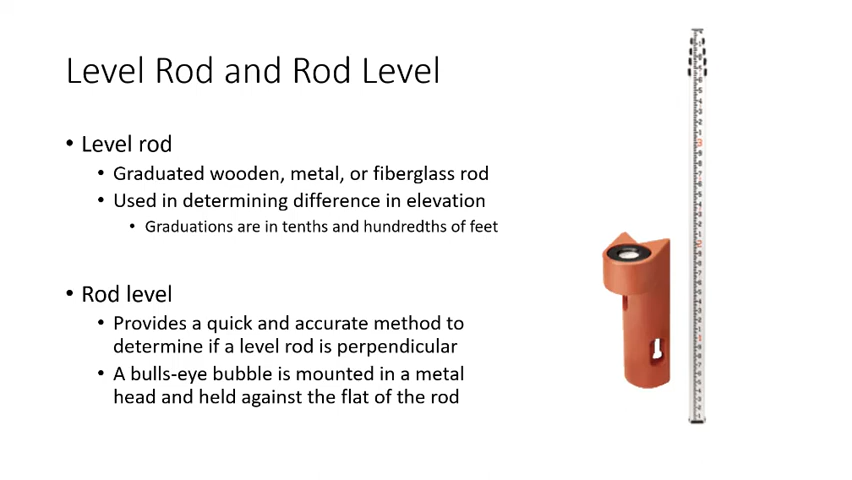 Level Rod and Rod Level
• Level rod
• Graduated wooden, metal, or fiberglass rod
• Used in determining difference in elevation
• Graduations are in tenths and hundredths of feet
• Rod level
• Provides a quick and accurate method to
determine if a level rod is perpendicular
• A bulls-eye bubble is mounted in a metal
head and held against the flat of the rod